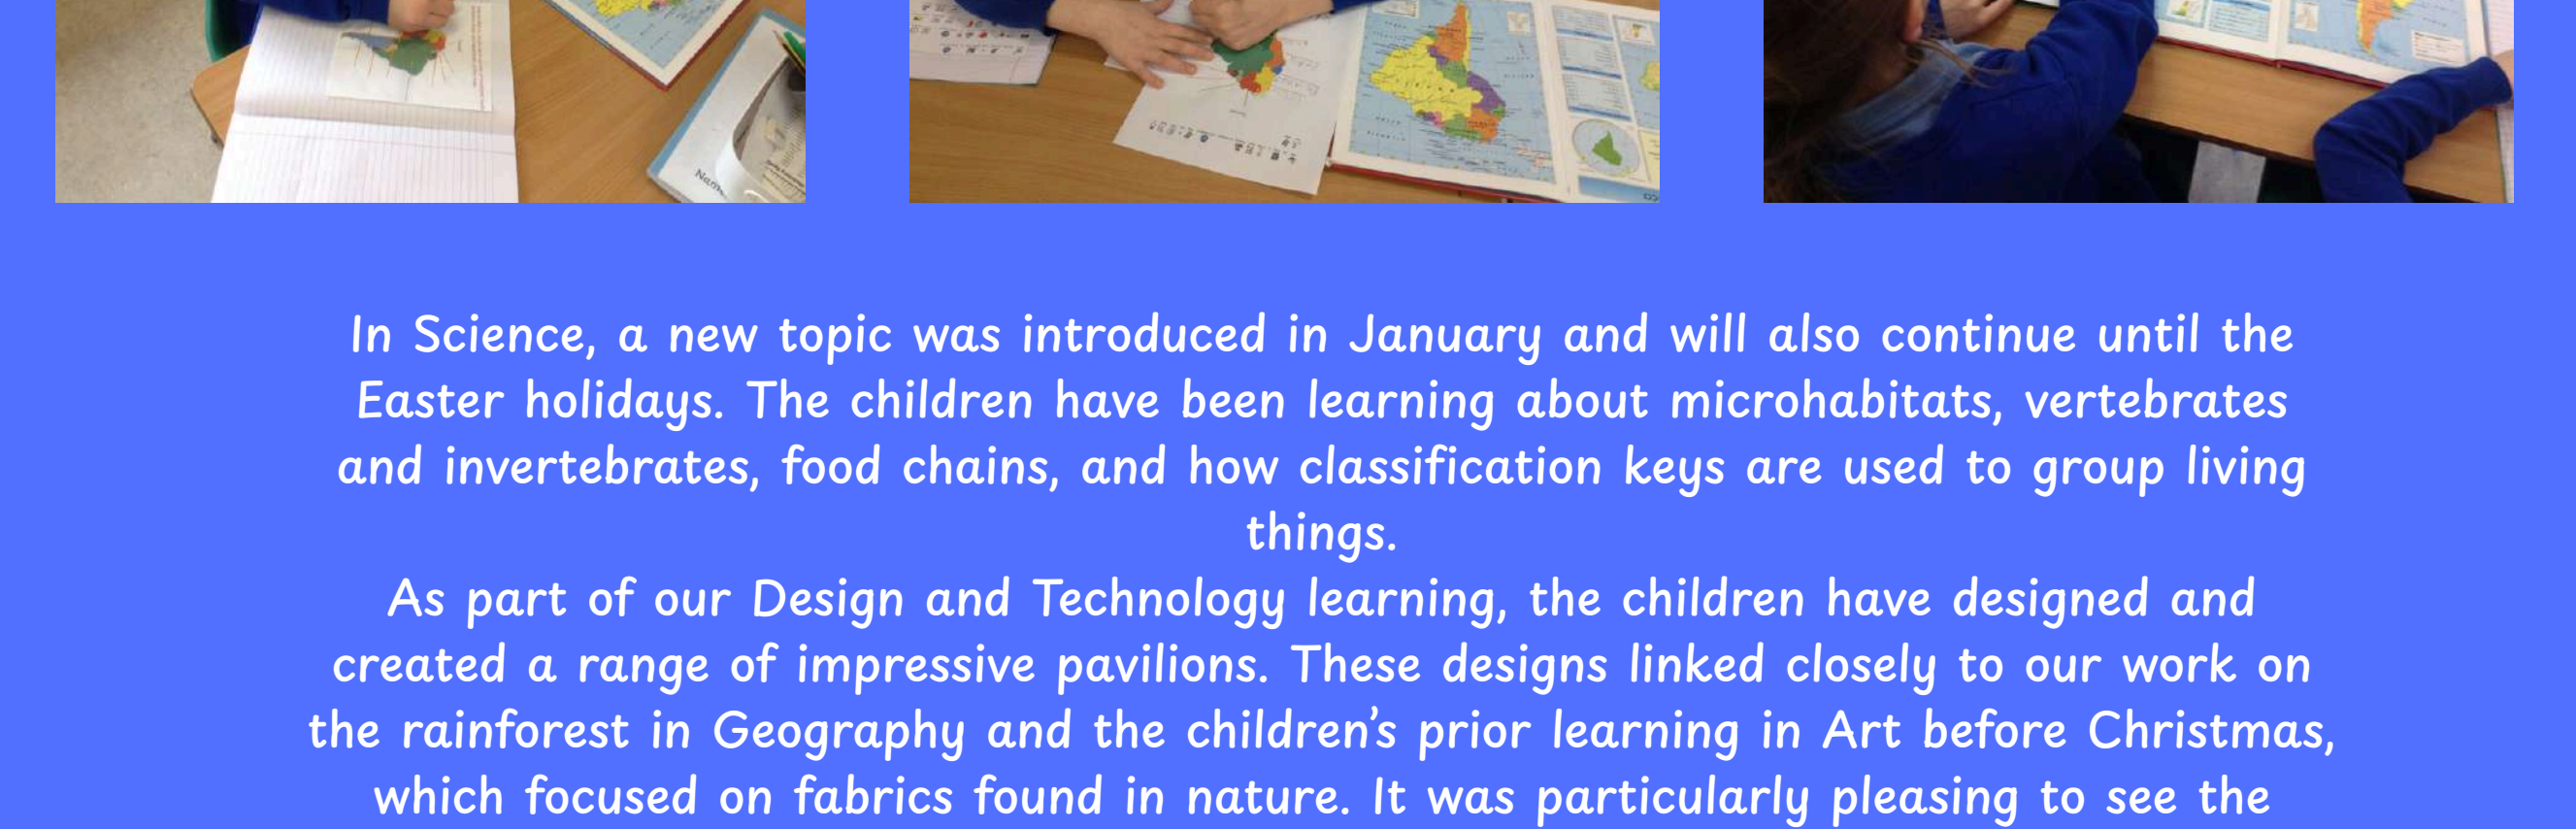 Name
In Science, a new topic was introduced in January and will also continue until the
Easter holidays. The children have been learning about microhabitats, vertebrates
and invertebrates, food chains, and how classification keys are used to group living
things.
As part of our Design and Technology learning, the children have designed and
created a range of impressive pavilions. These designs linked closely to our work on
the rainforest in Geography and the children’s prior learning in Art before Christmas,
which focused on fabrics found in nature. It was particularly pleasing to see the